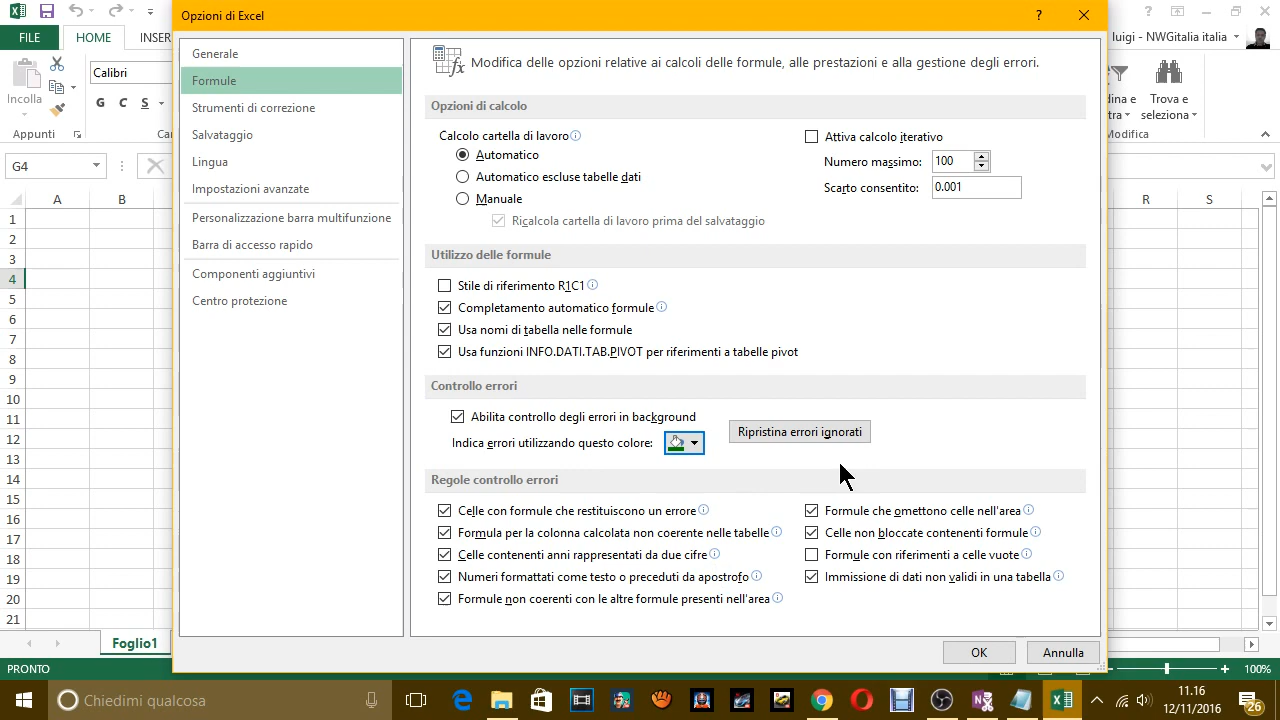 Opzioni di Excel
?
FILE
HOME
INSER
luigi - NWGitalia italia
Incolla
Calibri
G C S
Appunti
Car
dina e
tra
Trova e
seleziona
Modifica
G4
A B R S
1
2
3
4
5
6
7
8
9
10
11
12
13
14
15
16
17
18
19
20
21
Generale
Formule
Strumenti di correzione
Salvataggio
Lingua
Impostazioni avanzate
Personalizzazione barra multifunzione
Barra di accesso rapido
Componenti aggiuntivi
Centro protezione
Modifica delle opzioni relative ai calcoli delle formule, alle prestazioni e alla gestione degli errori.
Opzioni di calcolo
Calcolo cartella di lavoro
Automatico
Automatico escluse tabelle dati
Manuale
Ricalcola cartella di lavoro prima del salvataggio
Attiva calcolo iterativo
Numero massimo: 100
Scarto consentito: 0.001
Utilizzo delle formule
Stile di riferimento R1C1
Completamento automatico formule
Usa nomi di tabella nelle formule
Usa funzioni INFO.DATI.TAB.PIVOT per riferimenti a tabelle pivot
Controllo errori
Abilita controllo degli errori in background
Indica errori utilizzando questo colore:
Ripristina errori ignorati
Regole controllo errori
Celle con formule che restituiscono un errore
Formula per la colonna calcolata non coerente nelle tabelle
Celle contenenti anni rappresentati da due cifre
Numeri formattati come testo o preceduti da apostrofo
Formule non coerenti con le altre formule presenti nell'area
Formule che omettono celle nell'area
Celle non bloccate contenenti formule
Formule con riferimenti a celle vuote
Immissione di dati non validi in una tabella
OK
Annulla
Foglio1
PRONTO
100%
Chiedimi qualcosa
11.16
12/11/2016
26